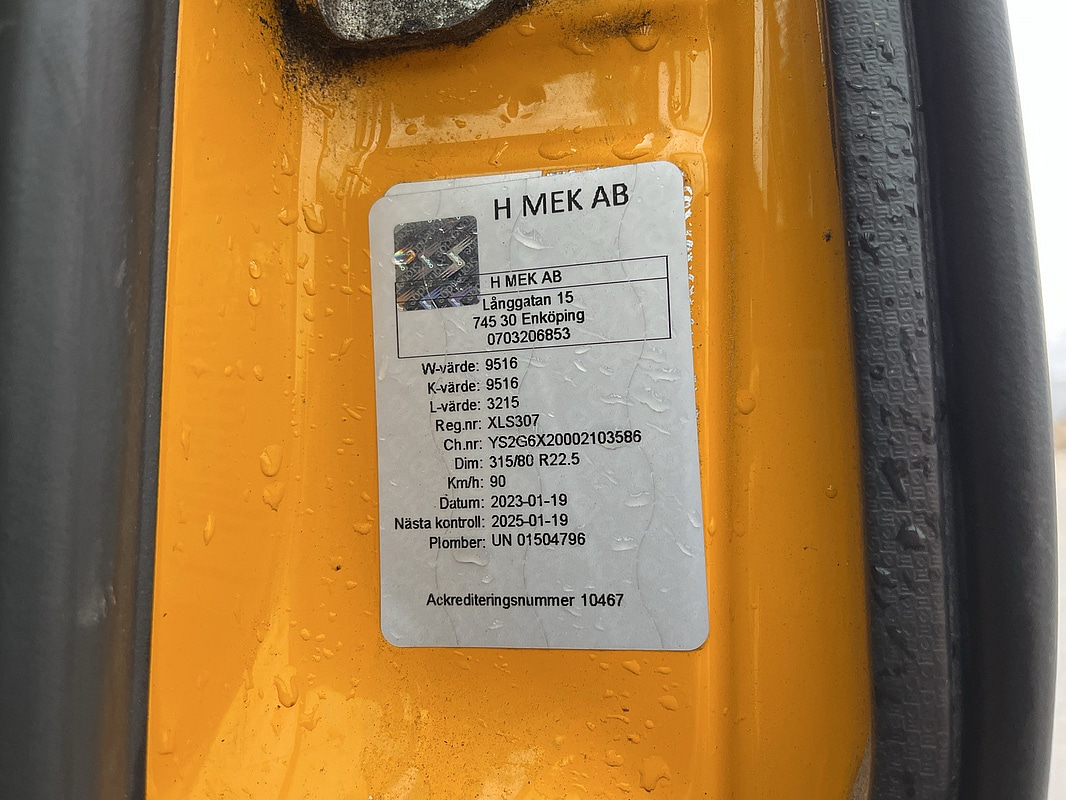 H MEK AB
H MEK AB
Långgatan 15
745 30 Enköping
0703206853
W-värde: 9516
K-värde: 9516
L-värde: 3215
Reg.nr: XLS307
Ch.nr: YS2G6X20002103586
Dim: 315/80 R22.5
Km/h: 90
Datum: 2023-01-19
Nästa kontroll: 2025-01-19
Plomber: UN 01504796
Ackrediteringsnummer 10467